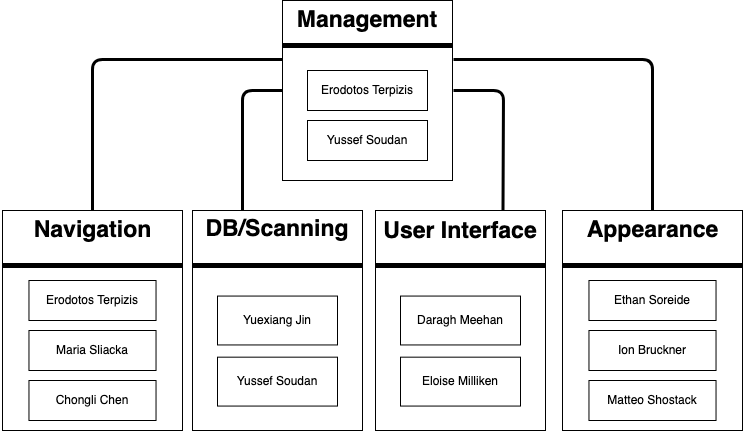 Management
Erodotos Terpizis
Yussef Soudan
Navigation
Erodotos Terpizis
Maria Sliacka
Chongli Chen
DB/Scanning
Yuexiang Jin
Yussef Soudan
User Interface
Daragh Meehan
Eloise Milliken
Appearance
Ethan Soreide
Ion Bruckner
Matteo Shostack